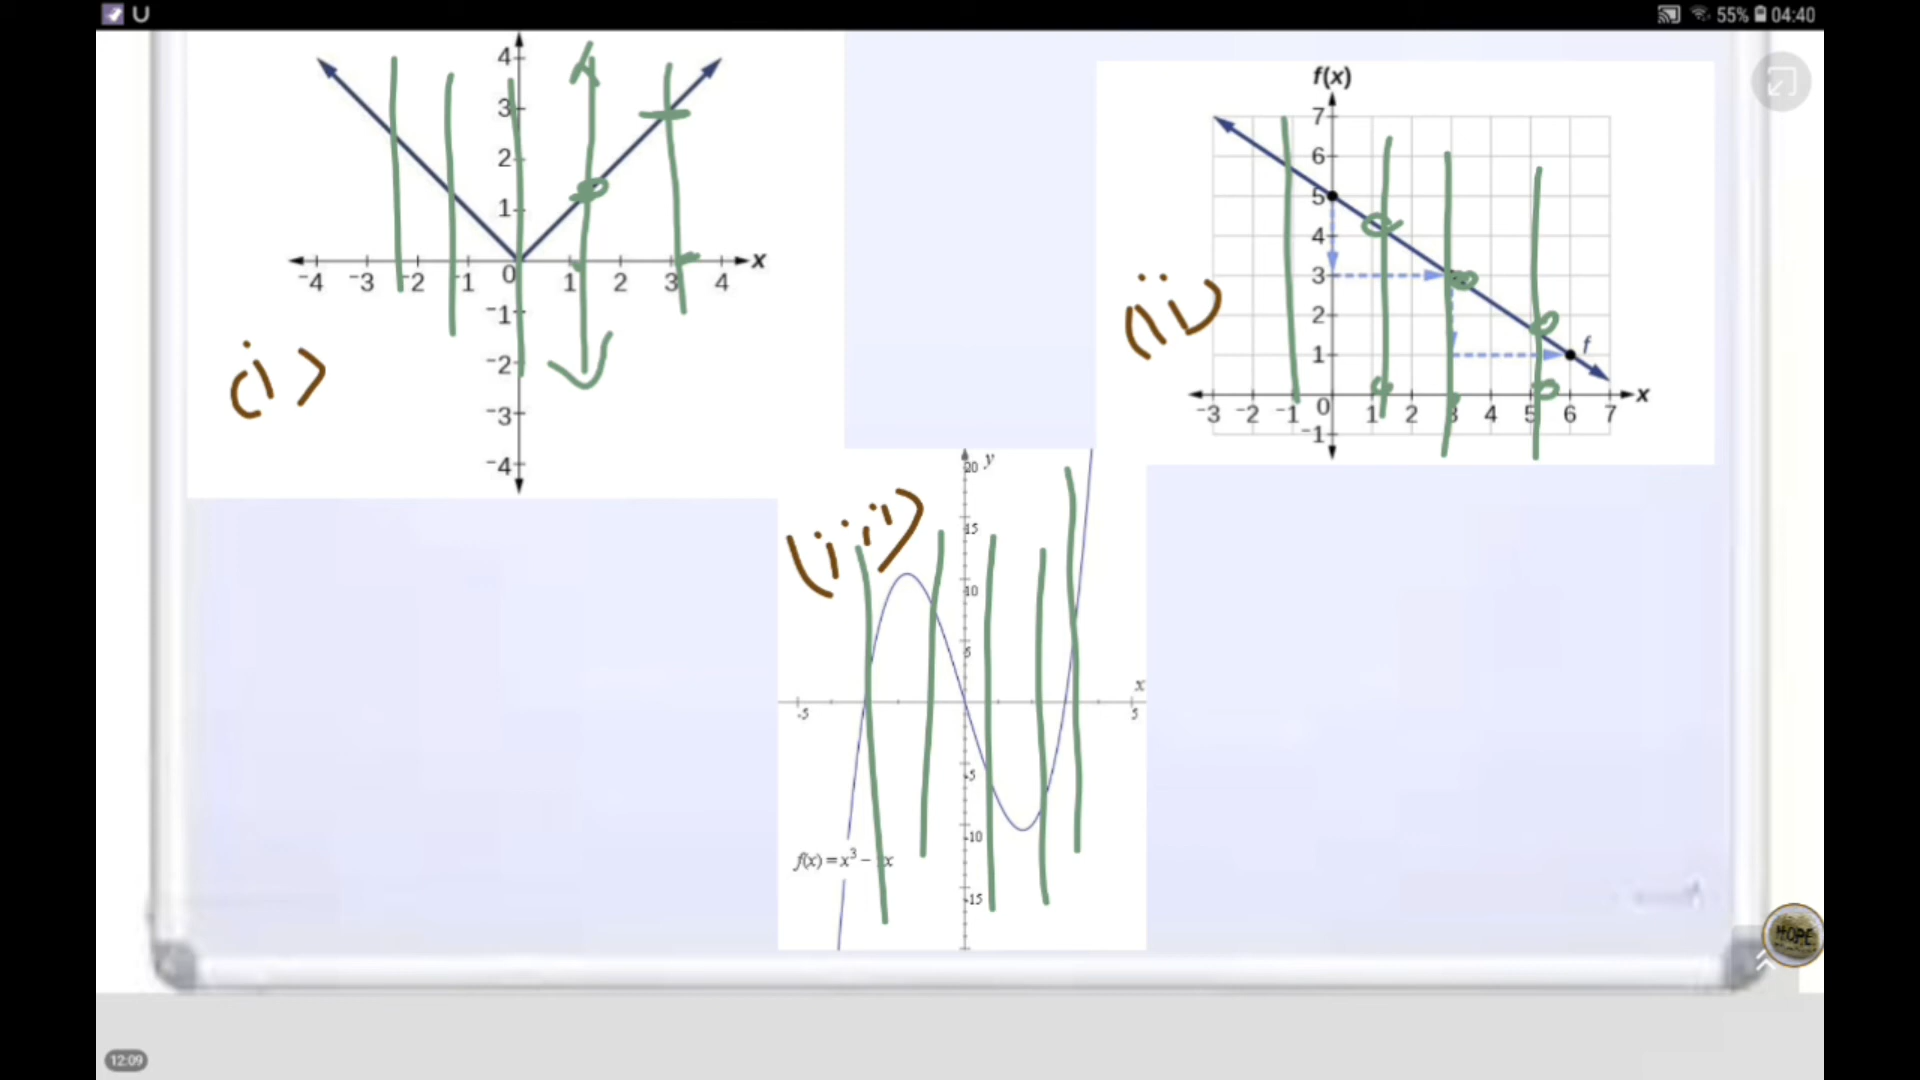 U
55% 04:40
4
3
2
1
-4 -3 -2 -1 0 1 2 3 4 x
-1
-2
-3
-4
(i)
f(x)
7
6
5
4
3
2
1
f
-3 -2 -1 0 1 2 3 4 5 6 7 x
-1
(ii)
(iii)
20 y
15
10
5
x
-5 5
-5
-10
f(x) = x³ − x
-15
HOPE
12:09